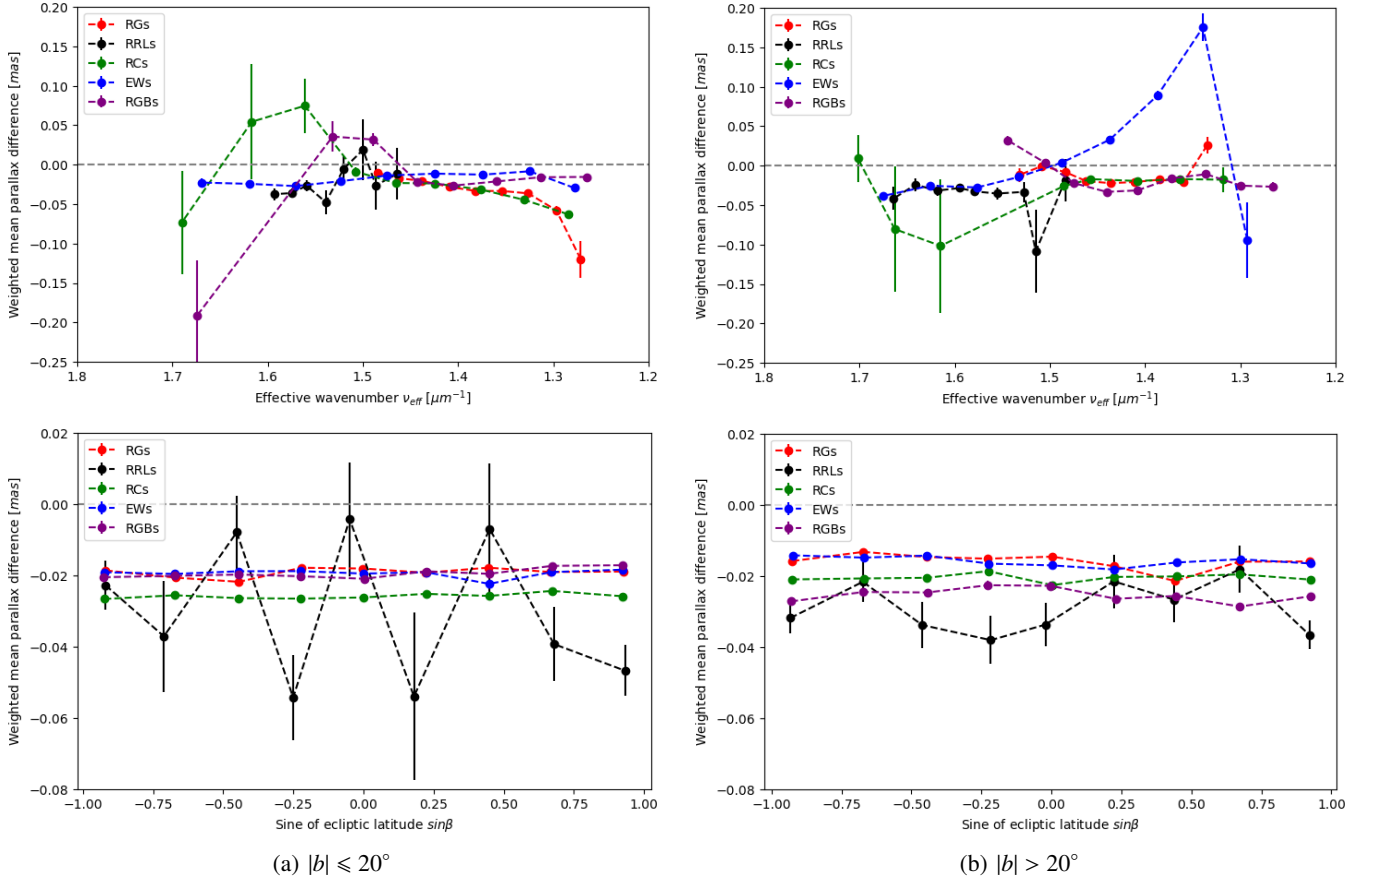 0.20
0.15
0.10
0.05
0.00
−0.05
−0.10
−0.15
−0.20
−0.25
Weighted mean parallax difference [mas]
RGs
RRLs
RCs
EWs
RGBs
1.8 1.7 1.6 1.5 1.4 1.3 1.2
Effective wavenumber ν_eff [μm⁻¹]
0.20
0.15
0.10
0.05
0.00
−0.05
−0.10
−0.15
−0.20
−0.25
Weighted mean parallax difference [mas]
RGs
RRLs
RCs
EWs
RGBs
1.8 1.7 1.6 1.5 1.4 1.3 1.2
Effective wavenumber ν_eff [μm⁻¹]
0.02
0.00
−0.02
−0.04
−0.06
−0.08
Weighted mean parallax difference [mas]
RGs
RRLs
RCs
EWs
RGBs
−1.00 −0.75 −0.50 −0.25 0.00 0.25 0.50 0.75 1.00
Sine of ecliptic latitude sinβ
0.02
0.00
−0.02
−0.04
−0.06
−0.08
Weighted mean parallax difference [mas]
RGs
RRLs
RCs
EWs
RGBs
−1.00 −0.75 −0.50 −0.25 0.00 0.25 0.50 0.75 1.00
Sine of ecliptic latitude sinβ
(a) |b| ⩽ 20°
(b) |b| > 20°